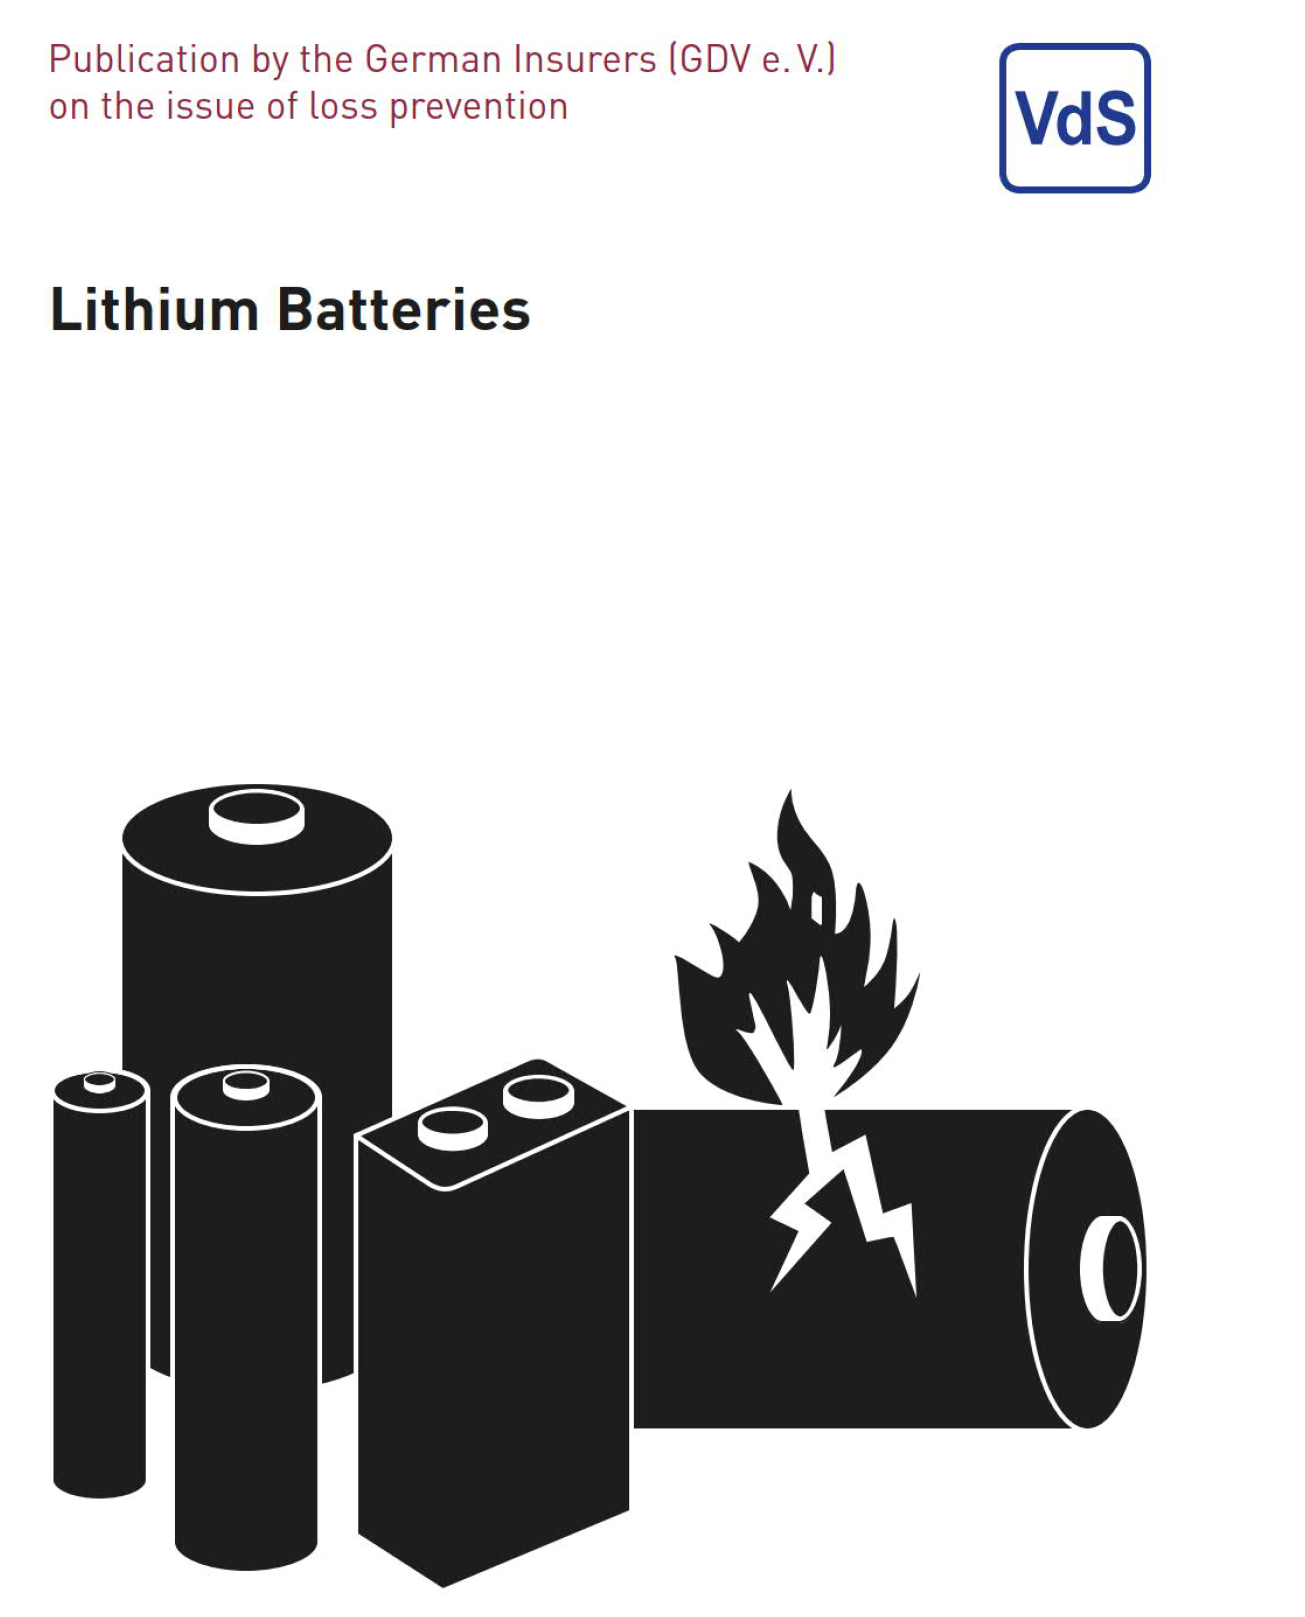 Publication by the German Insurers (GDV e. V.)
on the issue of loss prevention
VdS
Lithium Batteries